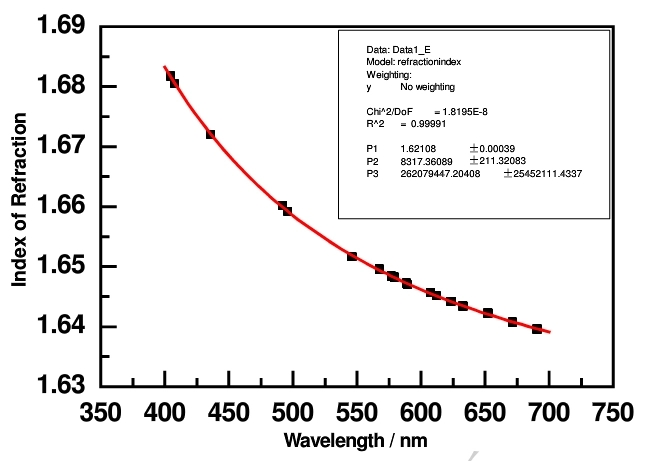 1.69
1.68
1.67
1.66
1.65
1.64
1.63
Index of Refraction
Data: Data1_E
Model: refractionindex
Weighting:
y No weighting
Chi^2/DoF = 1.8195E-8
R^2 = 0.99991
P1 1.62108 ±0.00039
P2 8317.36089 ±211.32083
P3 262079447.20408 ±25452111.4337
350 400 450 500 550 600 650 700 750
Wavelength / nm